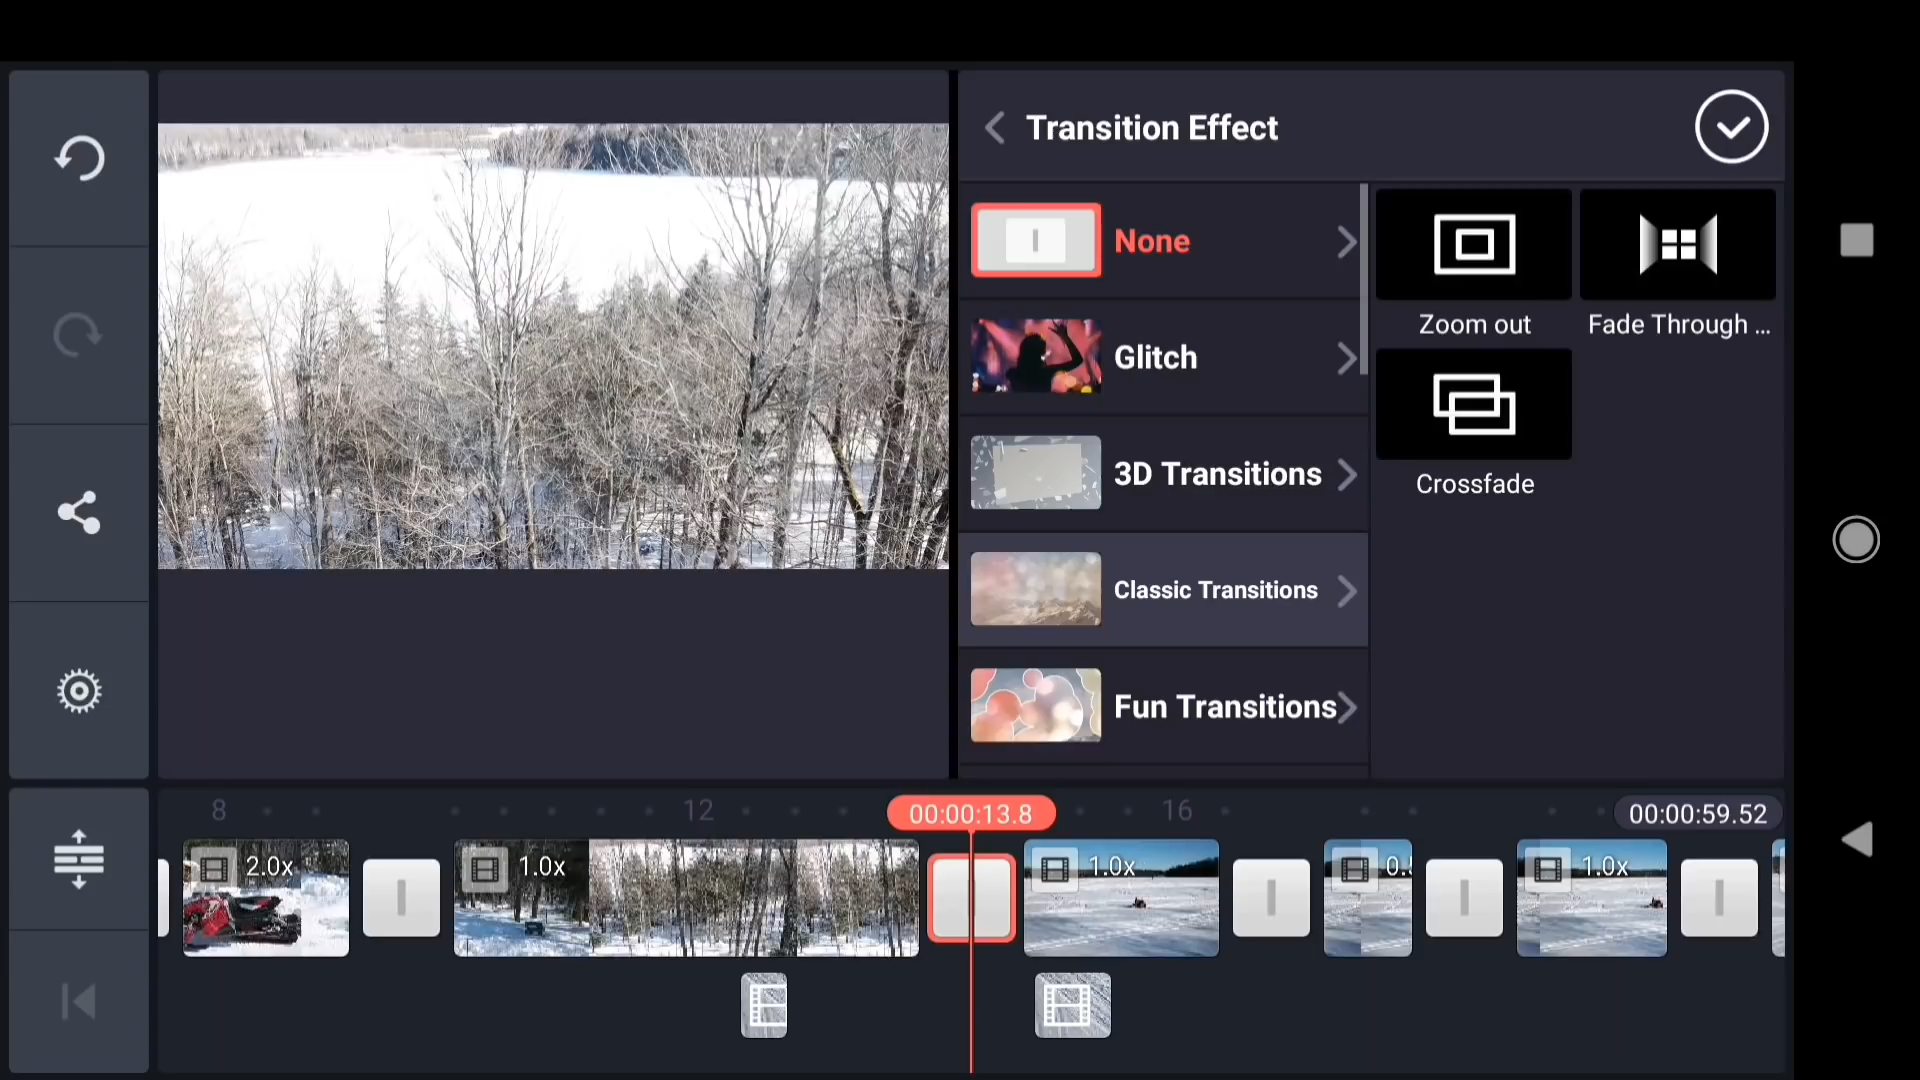 Transition Effect
None
Glitch
3D Transitions
Classic Transitions
Fun Transitions
Zoom out
Fade Through ...
Crossfade
8
12
00:00:13.8
16
00:00:59.52
2.0x
1.0x
1.0x
0.5
1.0x